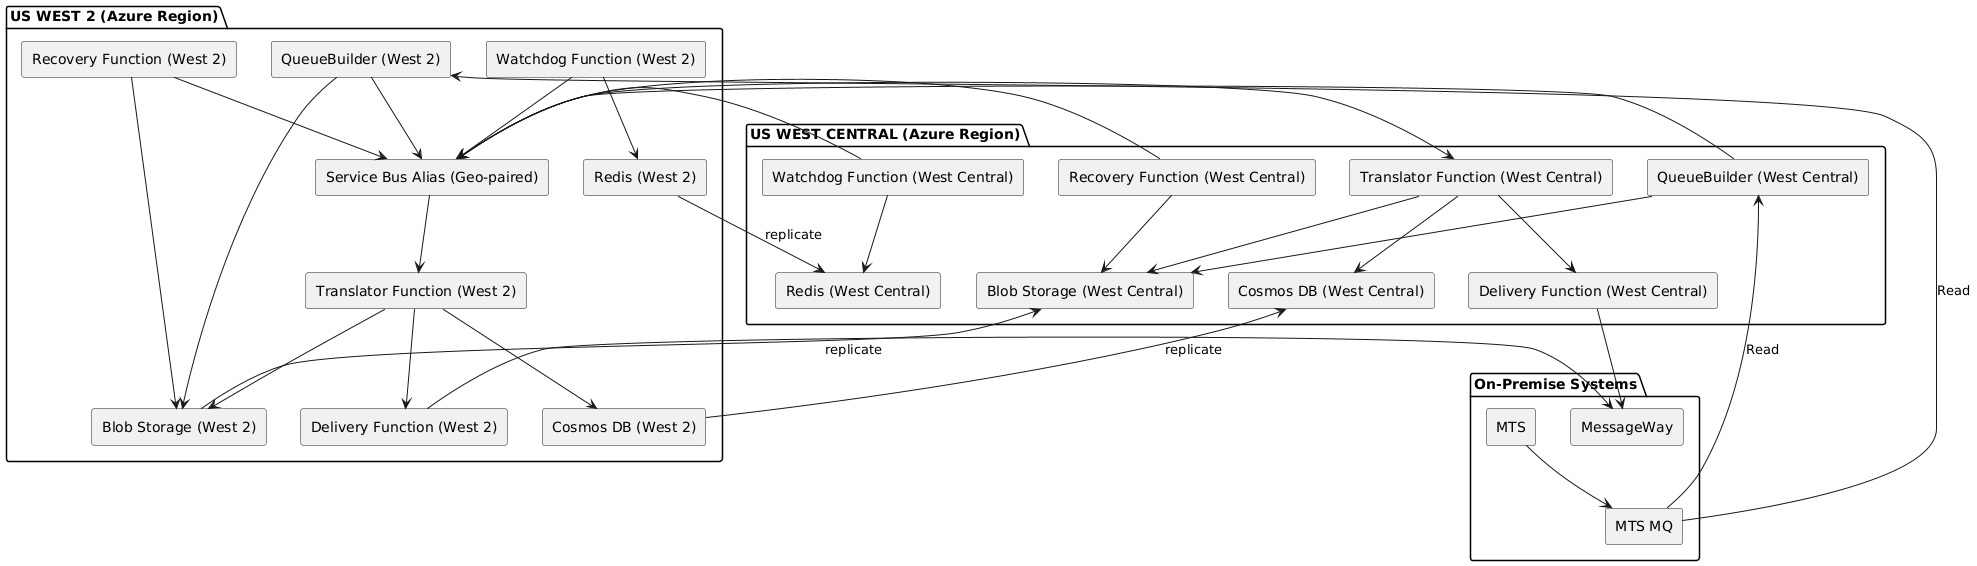 US WEST 2 (Azure Region)
Recovery Function (West 2)
QueueBuilder (West 2)
Watchdog Function (West 2)
US WEST CENTRAL (Azure Region)
Service Bus Alias (Geo-paired)
Redis (West 2)
Watchdog Function (West Central)
Recovery Function (West Central)
Translator Function (West Central)
QueueBuilder (West Central)
replicate
Translator Function (West 2)
Redis (West Central)
Blob Storage (West Central)
Cosmos DB (West Central)
Delivery Function (West Central)
Read
replicate
replicate
Read
On-Premise Systems
Blob Storage (West 2)
Delivery Function (West 2)
Cosmos DB (West 2)
MTS
MessageWay
MTS MQ